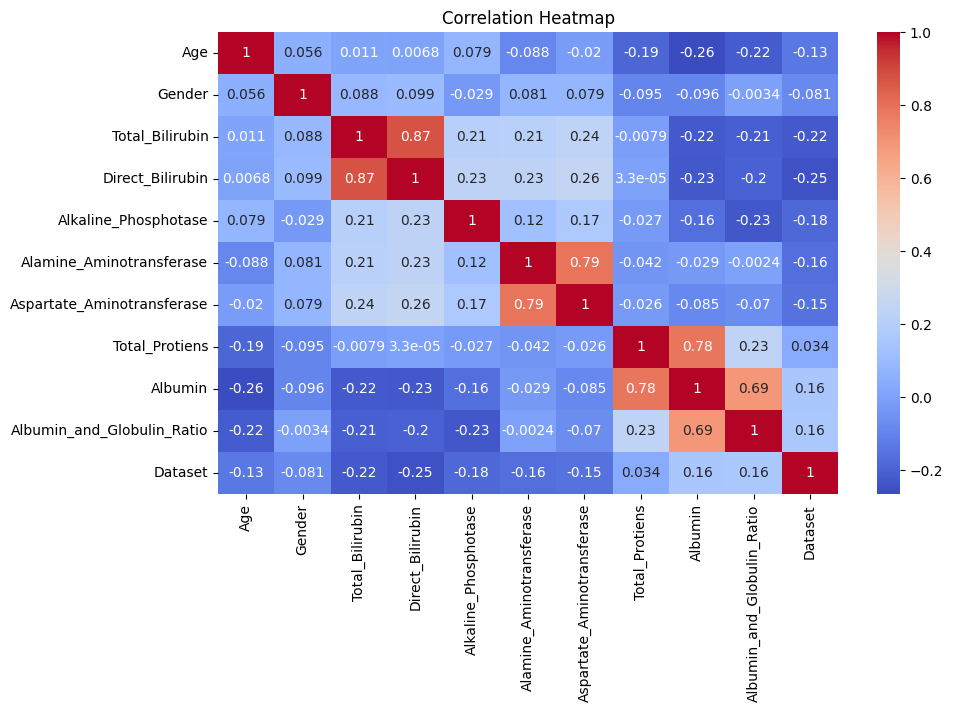 Correlation Heatmap
Age 1 0.056 0.011 0.0068 0.079 -0.088 -0.02 -0.19 -0.26 -0.22 -0.13
Gender 0.056 1 0.088 0.099 -0.029 0.081 0.079 -0.095 -0.096 -0.0034 -0.081
Total_Bilirubin 0.011 0.088 1 0.87 0.21 0.21 0.24 -0.0079 -0.22 -0.21 -0.22
Direct_Bilirubin 0.0068 0.099 0.87 1 0.23 0.23 0.26 3.3e-05 -0.23 -0.2 -0.25
Alkaline_Phosphotase 0.079 -0.029 0.21 0.23 1 0.12 0.17 -0.027 -0.16 -0.23 -0.18
Alamine_Aminotransferase -0.088 0.081 0.21 0.23 0.12 1 0.79 -0.042 -0.029 -0.0024 -0.16
Aspartate_Aminotransferase -0.02 0.079 0.24 0.26 0.17 0.79 1 -0.026 -0.085 -0.07 -0.15
Total_Protiens -0.19 -0.095 -0.0079 3.3e-05 -0.027 -0.042 -0.026 1 0.78 0.23 0.034
Albumin -0.26 -0.096 -0.22 -0.23 -0.16 -0.029 -0.085 0.78 1 0.69 0.16
Albumin_and_Globulin_Ratio -0.22 -0.0034 -0.21 -0.2 -0.23 -0.0024 -0.07 0.23 0.69 1 0.16
Dataset -0.13 -0.081 -0.22 -0.25 -0.18 -0.16 -0.15 0.034 0.16 0.16 1
Age
Gender
Total_Bilirubin
Direct_Bilirubin
Alkaline_Phosphotase
Alamine_Aminotransferase
Aspartate_Aminotransferase
Total_Protiens
Albumin
Albumin_and_Globulin_Ratio
Dataset
1.0
0.8
0.6
0.4
0.2
0.0
−0.2